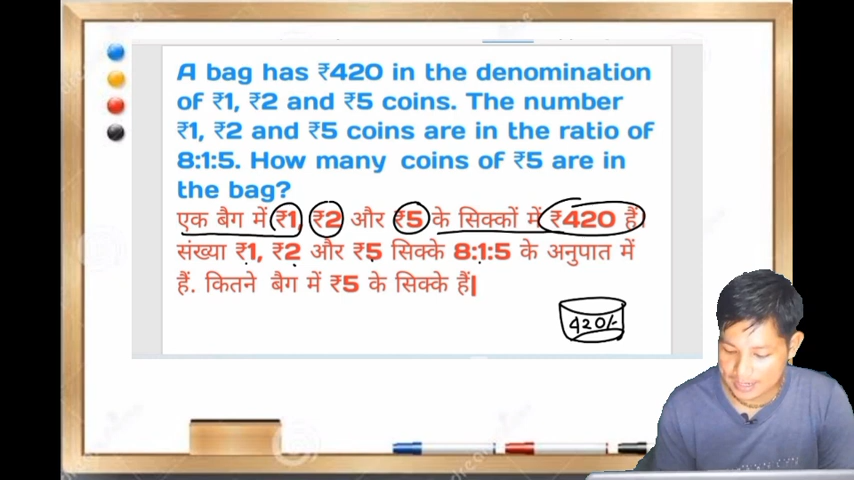 A bag has ₹420 in the denomination
of ₹1, ₹2 and ₹5 coins. The number
₹1, ₹2 and ₹5 coins are in the ratio of
8:1:5. How many coins of ₹5 are in
the bag?
एक बैग में ₹1, ₹2 और ₹5 के सिक्कों में ₹420 हैं।
संख्या ₹1, ₹2 और ₹5 सिक्के 8:1:5 के अनुपात में
हैं. कितने बैग में ₹5 के सिक्के हैं|
420/-